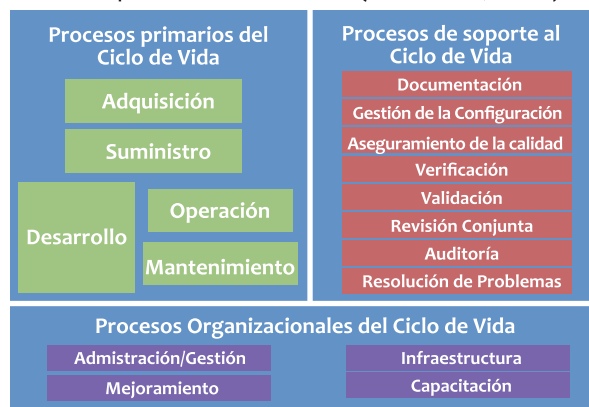 Procesos primarios del
Ciclo de Vida
Adquisición
Suministro
Desarrollo
Operación
Mantenimiento
Procesos de soporte al
Ciclo de Vida
Documentación
Gestión de la Configuración
Aseguramiento de la calidad
Verificación
Validación
Revisión Conjunta
Auditoría
Resolución de Problemas
Procesos Organizacionales del Ciclo de Vida
Admistración/Gestión
Mejoramiento
Infraestructura
Capacitación